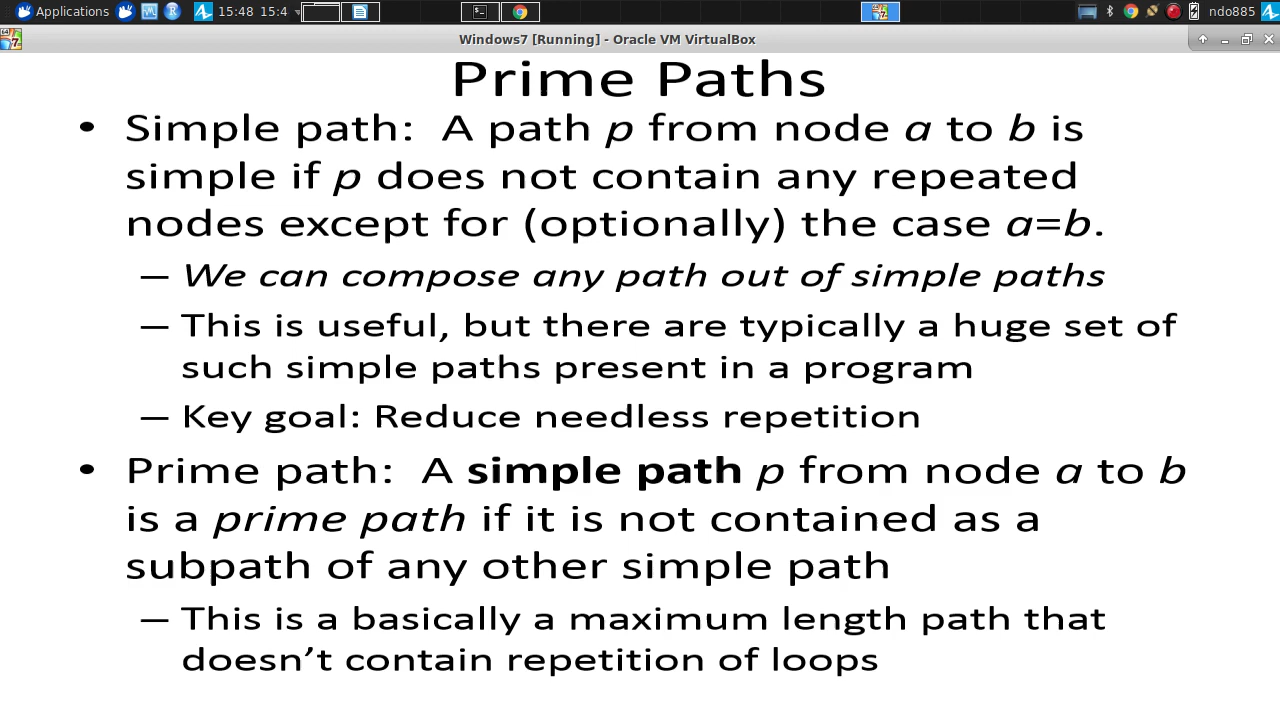 Applications 15:48 15:4 ndo885
Windows7 [Running] - Oracle VM VirtualBox
Prime Paths
• Simple path: A path p from node a to b is
simple if p does not contain any repeated
nodes except for (optionally) the case a=b.
– We can compose any path out of simple paths
– This is useful, but there are typically a huge set of
such simple paths present in a program
– Key goal: Reduce needless repetition
• Prime path: A simple path p from node a to b
is a prime path if it is not contained as a
subpath of any other simple path
– This is a basically a maximum length path that
doesn’t contain repetition of loops